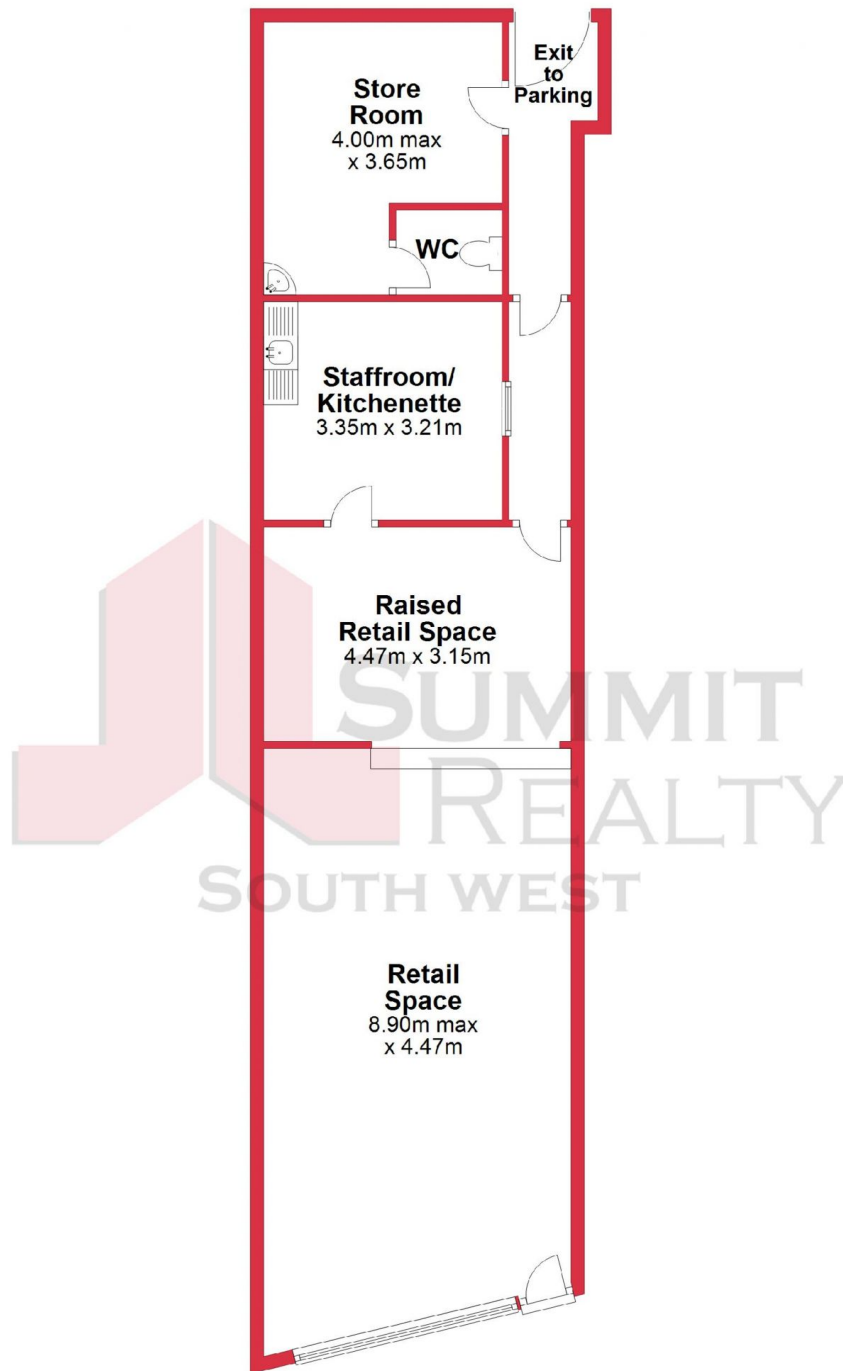 Exit
to
Parking
Store
Room
4.00m max
x 3.65m
WC
Staffroom/
Kitchenette
3.35m x 3.21m
Raised
Retail Space
4.47m x 3.15m
SUMMIT
REALTY
SOUTH WEST
Retail
Space
8.90m max
x 4.47m